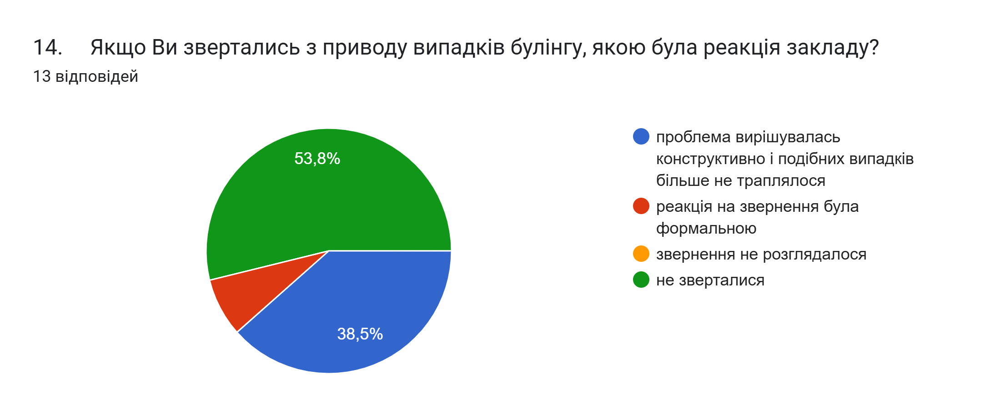 14. Якщо Ви звертались з приводу випадків булінгу, якою була реакція закладу?
13 відповідей
53,8%
38,5%
проблема вирішувалась
конструктивно і подібних випадків
більше не траплялося
реакція на звернення була
формальною
звернення не розглядалося
не зверталися